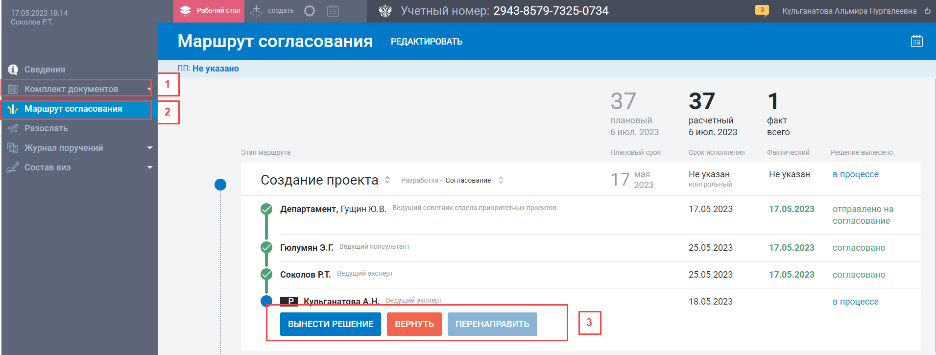 17.05.2023 18:14
Соколов Р.Т.
Рабочий стол
создать
Учетный номер: 2943-8579-7325-0734
3
Кульганатова Альмира Нургалеевна
Маршрут согласования
РЕДАКТИРОВАТЬ
ПП: Не указано
Сведения
Комплект документов
1
Маршрут согласования
2
Разослать
Журнал поручений
Состав виз
37
плановый
6 июл. 2023
37
расчетный
6 июл. 2023
1
факт
всего
Этап маршрута
Плановый срок
Срок исполнения
Фактический
Решение вынесено
Создание проекта
Разработка - Согласование
17 мая 2023
Не указан
контрольный
Не указан
в процессе
Департамент, Гущин Ю.В. Ведущий советник отдела приоритетных проектов
17.05.2023
17.05.2023
отправлено на
согласование
Гюлумян Э.Г. Ведущий консультант
25.05.2023
17.05.2023
согласовано
Соколов Р.Т. Ведущий эксперт
25.05.2023
17.05.2023
согласовано
Р Кульганатова А.Н. Ведущий эксперт
18.05.2023
в процессе
ВЫНЕСТИ РЕШЕНИЕ
ВЕРНУТЬ
ПЕРЕНАПРАВИТЬ
3